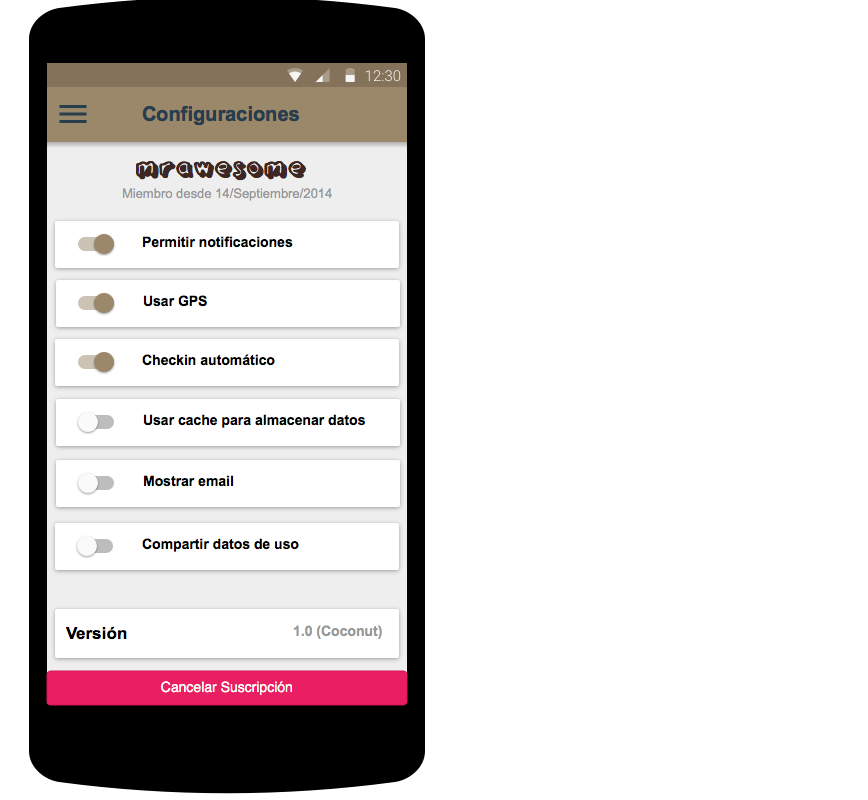 12:30
Configuraciones
mrawesome
Miembro desde 14/Septiembre/2014
Permitir notificaciones
Usar GPS
Checkin automático
Usar cache para almacenar datos
Mostrar email
Compartir datos de uso
Versión 1.0 (Coconut)
Cancelar Suscripción